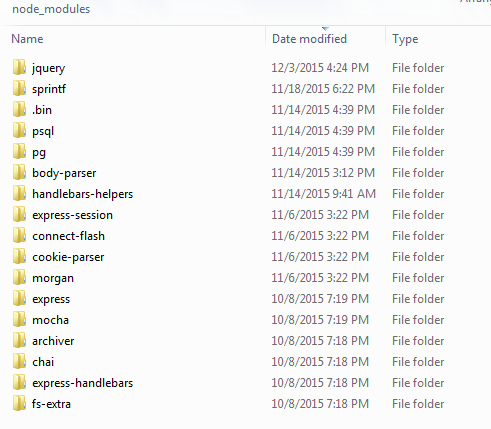 node_modules
Name Date modified Type
jquery 12/3/2015 4:24 PM File folder
sprintf 11/18/2015 6:22 PM File folder
.bin 11/14/2015 4:39 PM File folder
psql 11/14/2015 4:39 PM File folder
pg 11/14/2015 4:39 PM File folder
body-parser 11/14/2015 3:12 PM File folder
handlebars-helpers 11/14/2015 9:41 AM File folder
express-session 11/6/2015 3:22 PM File folder
connect-flash 11/6/2015 3:22 PM File folder
cookie-parser 11/6/2015 3:22 PM File folder
morgan 11/6/2015 3:22 PM File folder
express 10/8/2015 7:19 PM File folder
mocha 10/8/2015 7:19 PM File folder
archiver 10/8/2015 7:18 PM File folder
chai 10/8/2015 7:18 PM File folder
express-handlebars 10/8/2015 7:18 PM File folder
fs-extra 10/8/2015 7:18 PM File folder